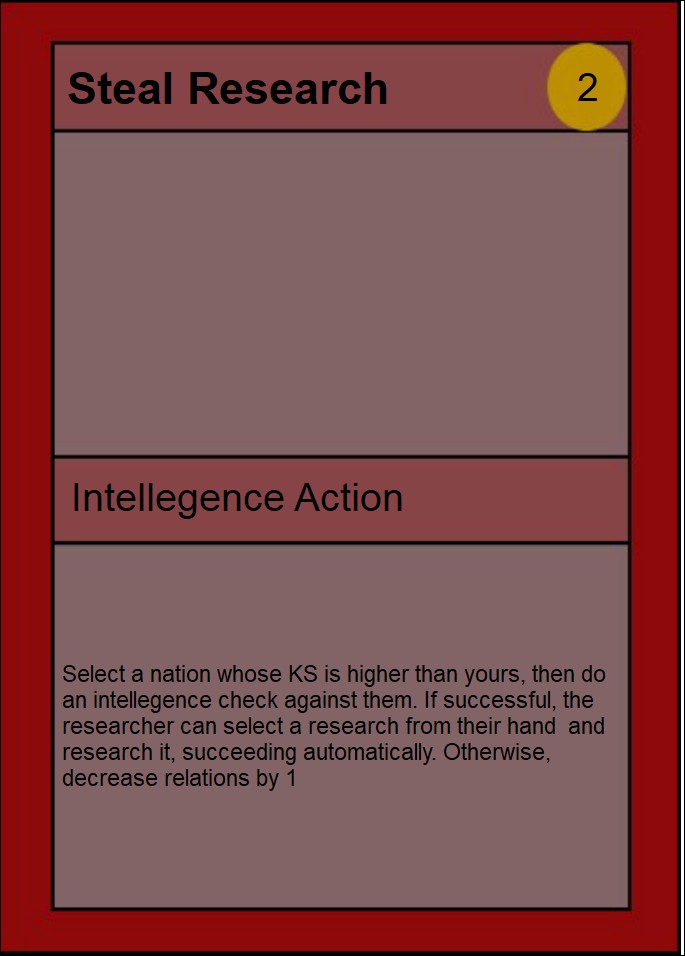 Steal Research
2
Intellegence Action
Select a nation whose KS is higher than yours, then do
an intellegence check against them. If successful, the
researcher can select a research from their hand  and
research it, succeeding automatically. Otherwise,
decrease relations by 1